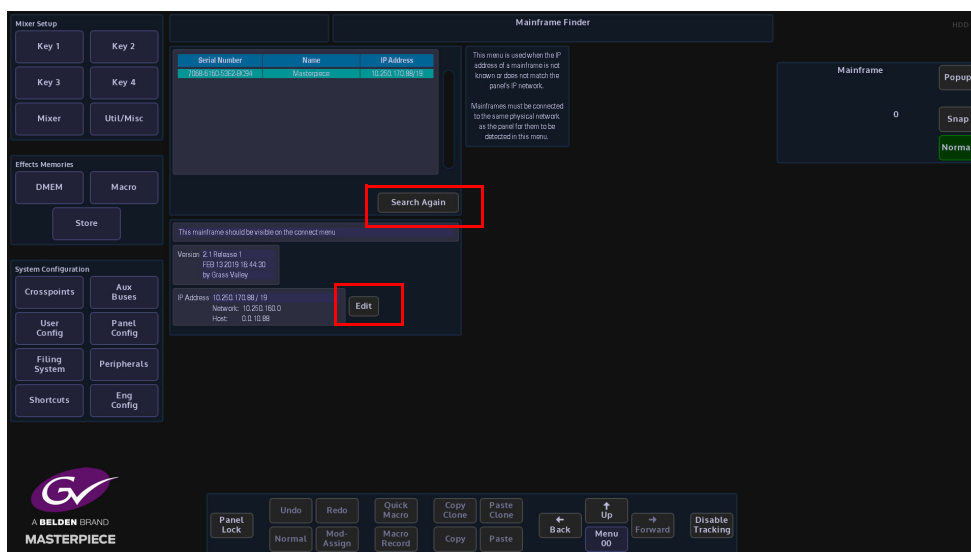 Mixer Setup
Key 1
Key 2
Key 3
Key 4
Mixer
Util/Misc
Effects Memories
DMEM
Macro
Store
System Configuration
Crosspoints
Aux
Buses
User
Config
Panel
Config
Filing
System
Peripherals
Shortcuts
Eng
Config
GV
A BELDEN BRAND
MASTERPIECE
Mainframe Finder
HDD
Serial Number
Name
IP Address
7068-6160-53E2-BC94
Masterpiece
10.250.170.88/19
This menu is used when the IP
address of a mainframe is not
known or does not match the
panel's IP network.
Mainframes must be connected
to the same physical network
as the panel for them to be
detected in this menu.
Search Again
This mainframe should be visible on the connect menu
Version 2.1 Release 1
FEB 13 2019 16:44:30
by Grass Valley
IP Address 10.250.170.88 / 19
Network: 10.250.160.0
Host: 0.0.10.88
Edit
Mainframe
0
Popup
Snap
Norma
Panel
Lock
Undo
Redo
Normal
Mod-
Assign
Quick
Macro
Macro
Record
Copy
Clone
Paste
Clone
Copy
Paste
←
Back
↑
Up
Menu
00
→
Forward
Disable
Tracking